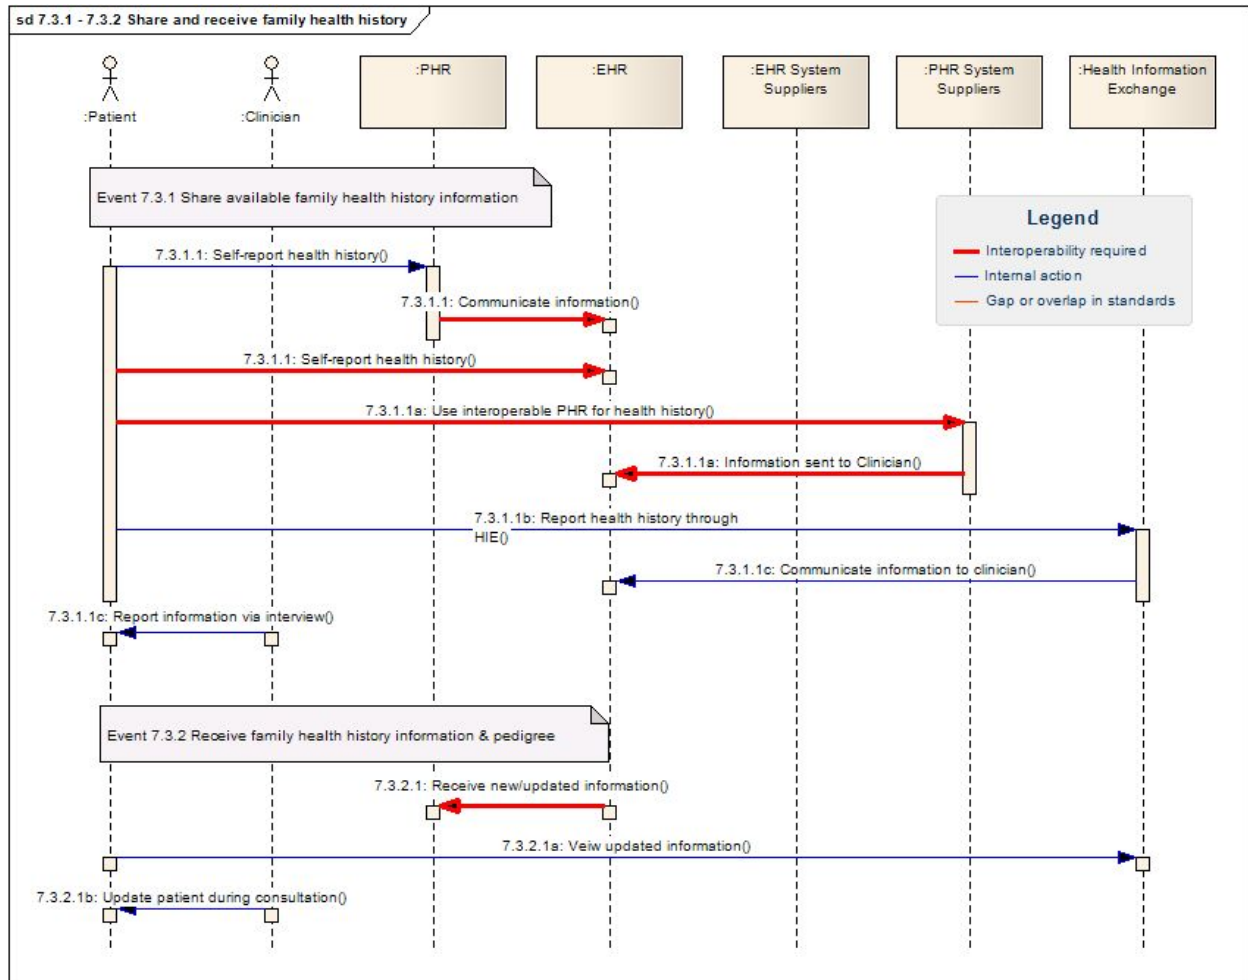 sd 7.3.1 - 7.3.2 Share and receive family health history
:Patient
:Clinician
:PHR
:EHR
:EHR System
Suppliers
:PHR System
Suppliers
:Health Information
Exchange
Event 7.3.1 Share available family health history information
Legend
Interoperability required
Internal action
Gap or overlap in standards
7.3.1.1: Self-report health history()
7.3.1.1: Communicate information()
7.3.1.1: Self-report health history()
7.3.1.1a: Use interoperable PHR for health history()
7.3.1.1a: Information sent to Clinician()
7.3.1.1b: Report health history through
HIE()
7.3.1.1c: Communicate information to clinician()
7.3.1.1c: Report information via interview()
Event 7.3.2 Receive family health history information & pedigree
7.3.2.1: Receive new/updated information()
7.3.2.1a: Veiw updated information()
7.3.2.1b: Update patient during consultation()